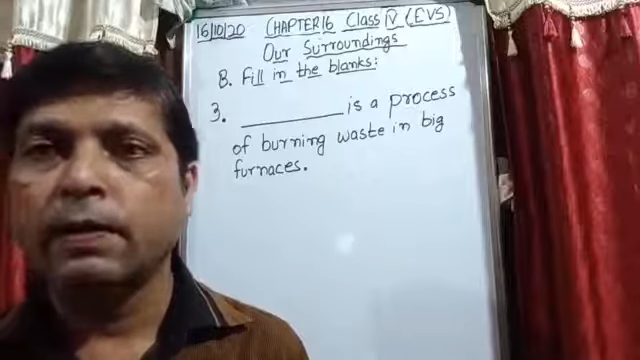 16/10/20 CHAPTER 16 Class IV (EVS)
Our Surroundings
B. Fill in the blanks:
3. __________ is a process
of burning waste in big
furnaces.